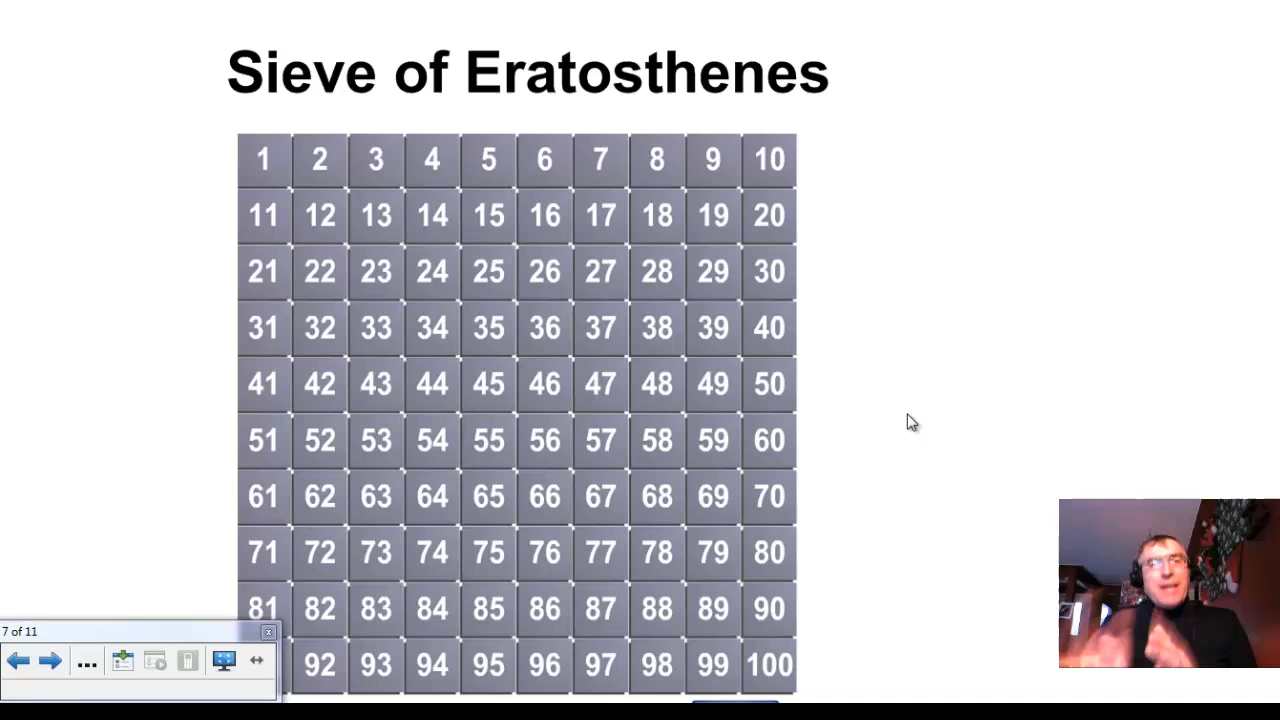 Sieve of Eratosthenes
1 2 3 4 5 6 7 8 9 10
11 12 13 14 15 16 17 18 19 20
21 22 23 24 25 26 27 28 29 30
31 32 33 34 35 36 37 38 39 40
41 42 43 44 45 46 47 48 49 50
51 52 53 54 55 56 57 58 59 60
61 62 63 64 65 66 67 68 69 70
71 72 73 74 75 76 77 78 79 80
81 82 83 84 85 86 87 88 89 90
92 93 94 95 96 97 98 99 100
7 of 11
...